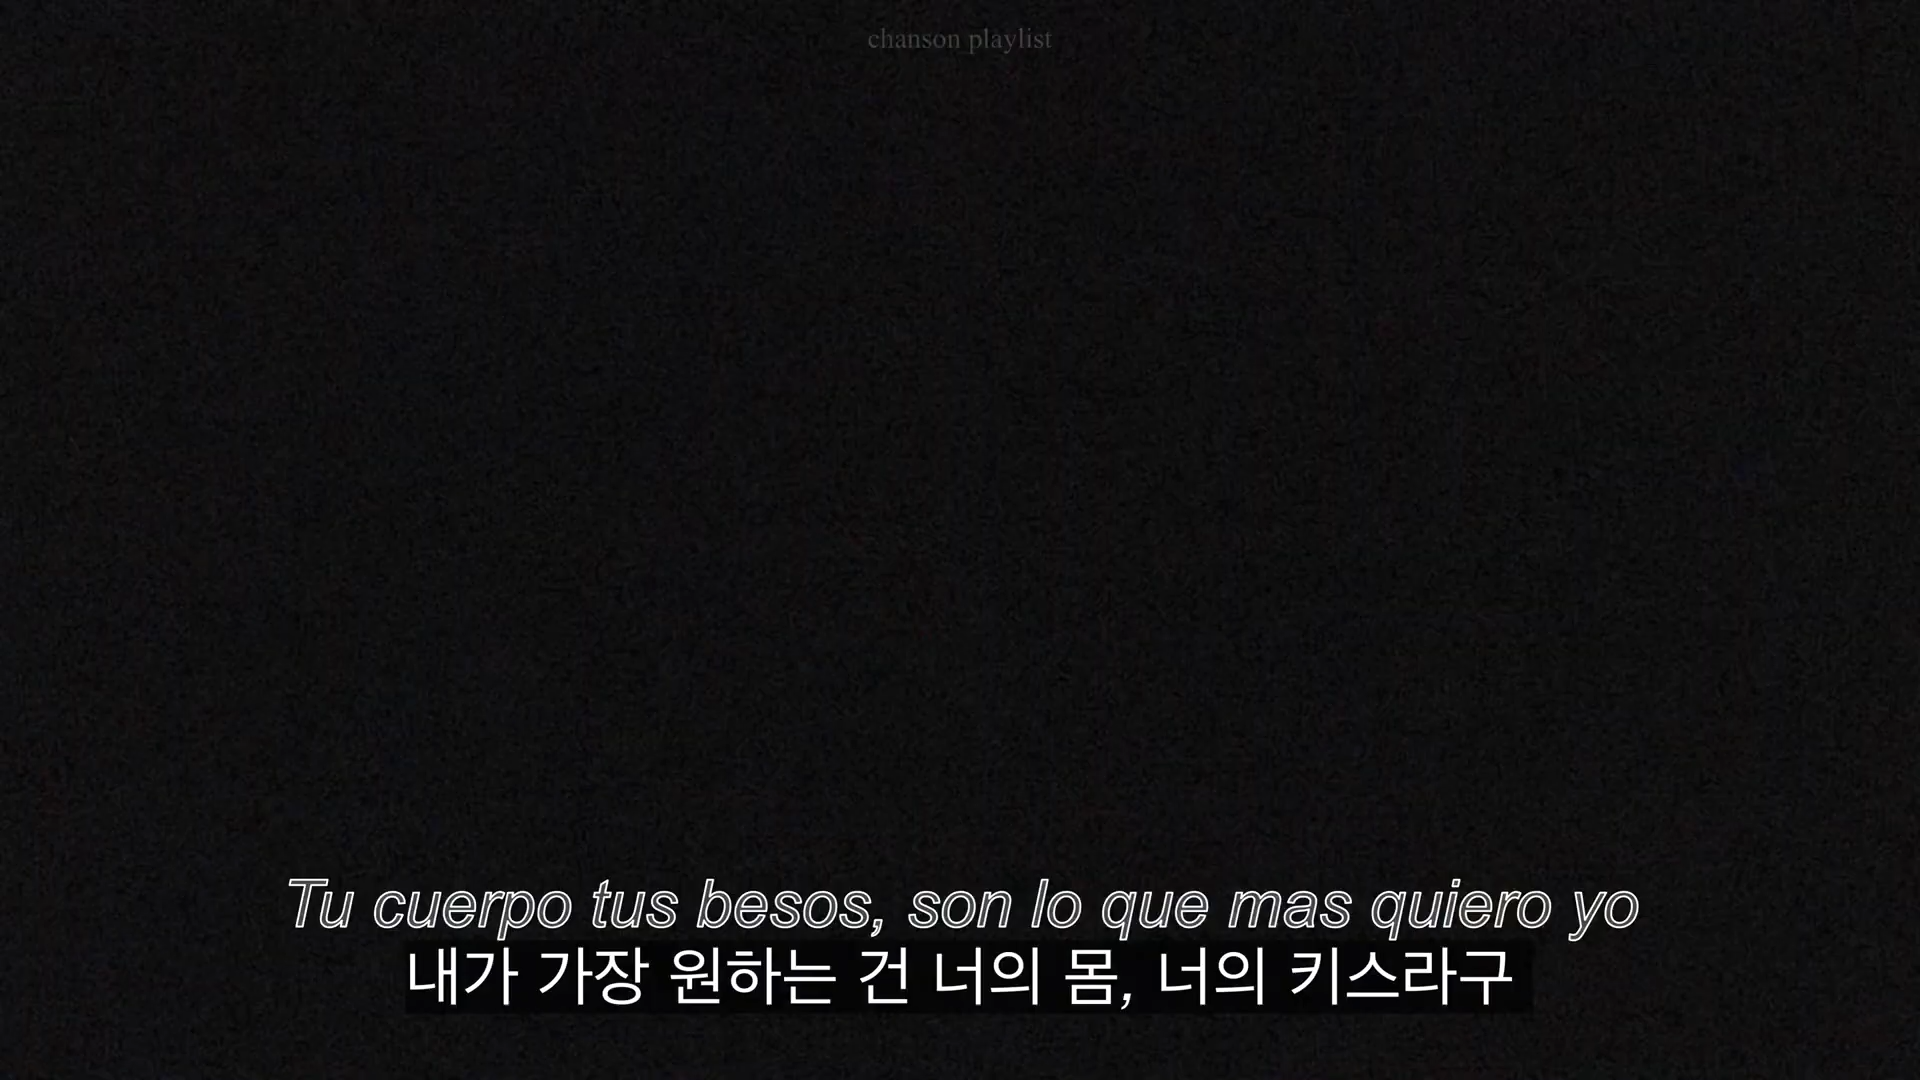 chanson playlist
Tu cuerpo tus besos, son lo que mas quiero yo
내가 가장 원하는 건 너의 몸, 너의 키스라구